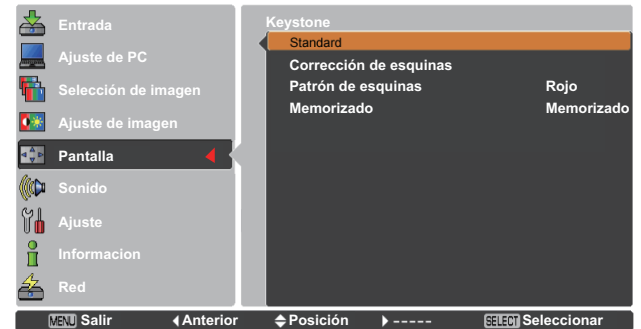 Entrada
Ajuste de PC
Selección de imagen
Ajuste de imagen
Pantalla
Sonido
Ajuste
Informacion
Red
Keystone
Standard
Corrección de esquinas
Patrón de esquinas Rojo
Memorizado Memorizado
MENU Salir Anterior Posición ----- SELECT Seleccionar